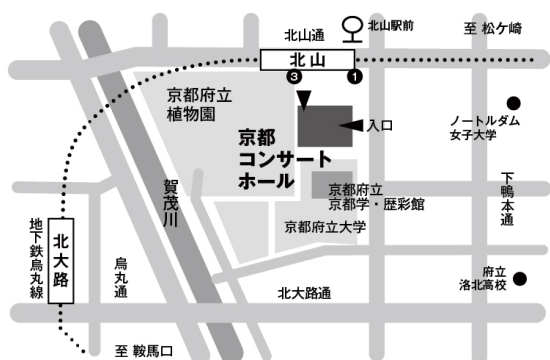 北山通
北山駅前
至 松ケ崎
北山
3
1
京都府立
植物園
入口
ノートルダム
女子大学
京都
コンサート
ホール
京都府立
京都学・歴彩館
京都府立大学
賀茂川
下鴨本通
北大路
地下鉄烏丸線
烏丸通
北大路通
府立
洛北高校
至 鞍馬口